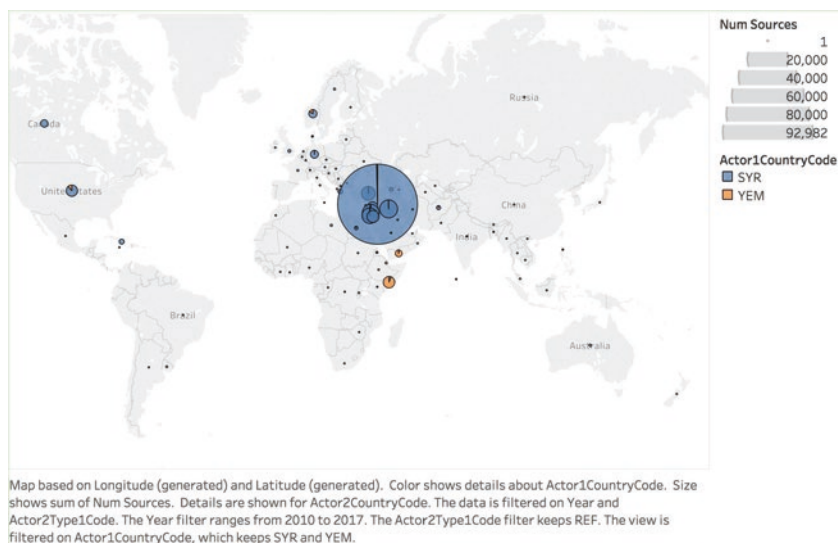 Num Sources
1
20,000
40,000
60,000
80,000
92,982
Actor1CountryCode
SYR
YEM
Russia
Canada
United States
China
India
Brazil
Australia
Map based on Longitude (generated) and Latitude (generated). Color shows details about Actor1CountryCode. Size
shows sum of Num Sources. Details are shown for Actor2CountryCode. The data is filtered on Year and
Actor2Type1Code. The Year filter ranges from 2010 to 2017. The Actor2Type1Code filter keeps REF. The view is
filtered on Actor1CountryCode, which keeps SYR and YEM.